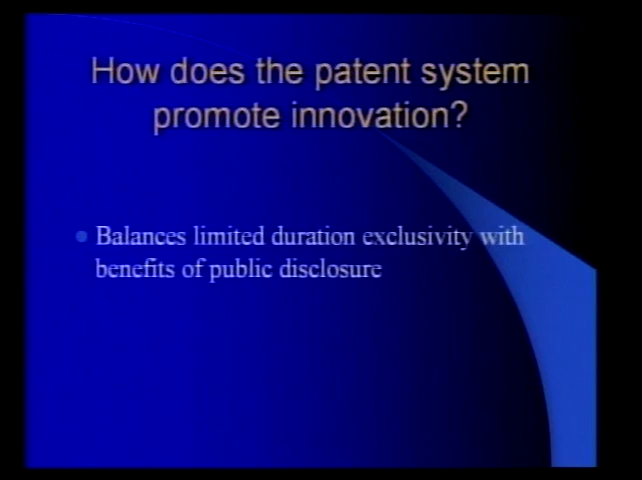 How does the patent system
promote innovation?
Balances limited duration exclusivity with
benefits of public disclosure